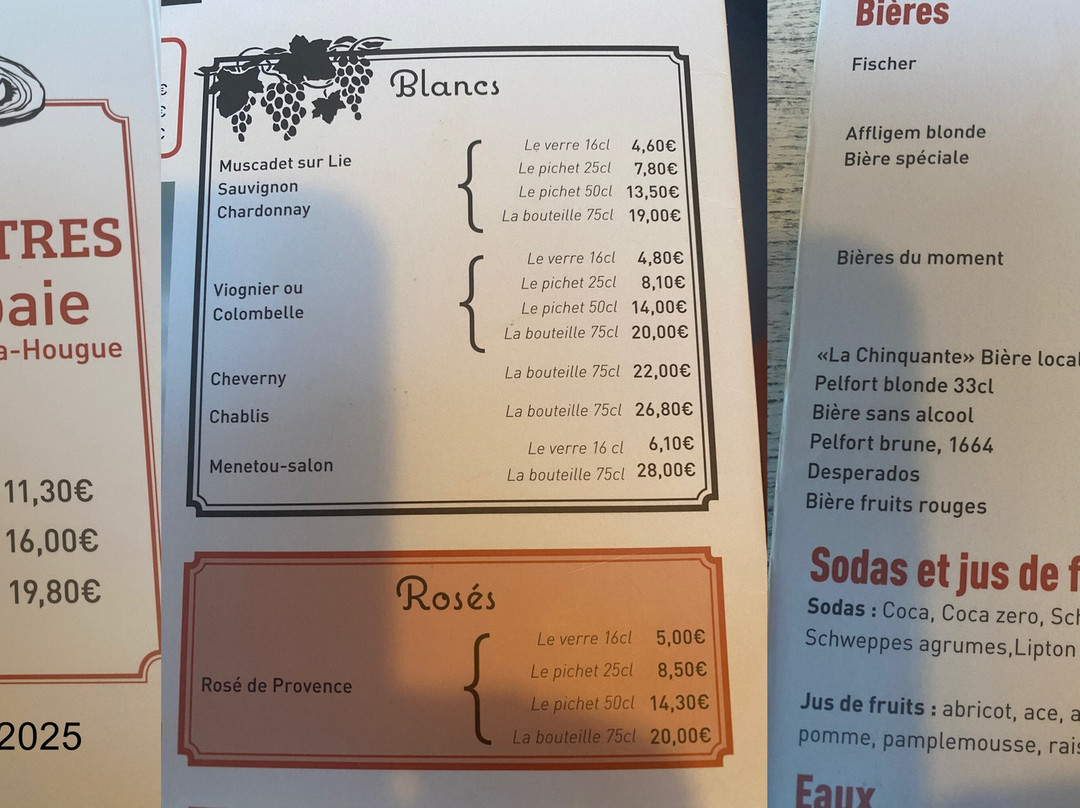 TRES
baie
a-Hougue
11,30€
16,00€
19,80€
2025
€
€
Blancs
Muscadet sur Lie
Sauvignon
Chardonnay
Le verre 16cl 4,60€
Le pichet 25cl 7,80€
Le pichet 50cl 13,50€
La bouteille 75cl 19,00€
Viognier ou
Colombelle
Le verre 16cl 4,80€
Le pichet 25cl 8,10€
Le pichet 50cl 14,00€
La bouteille 75cl 20,00€
Cheverny La bouteille 75cl 22,00€
Chablis La bouteille 75cl 26,80€
Menetou-salon
Le verre 16 cl 6,10€
La bouteille 75cl 28,00€
Rosés
Rosé de Provence
Le verre 16cl 5,00€
Le pichet 25cl 8,50€
Le pichet 50cl 14,30€
La bouteille 75cl 20,00€
Bières
Fischer
Affligem blonde
Bière spéciale
Bières du moment
«La Chinquante» Bière local
Pelfort blonde 33cl
Bière sans alcool
Pelfort brune, 1664
Desperados
Bière fruits rouges
Sodas et jus de f
Sodas : Coca, Coca zero, Sch
Schweppes agrumes,Lipton
Jus de fruits : abricot, ace, a
pomme, pamplemousse, rais
Eaux